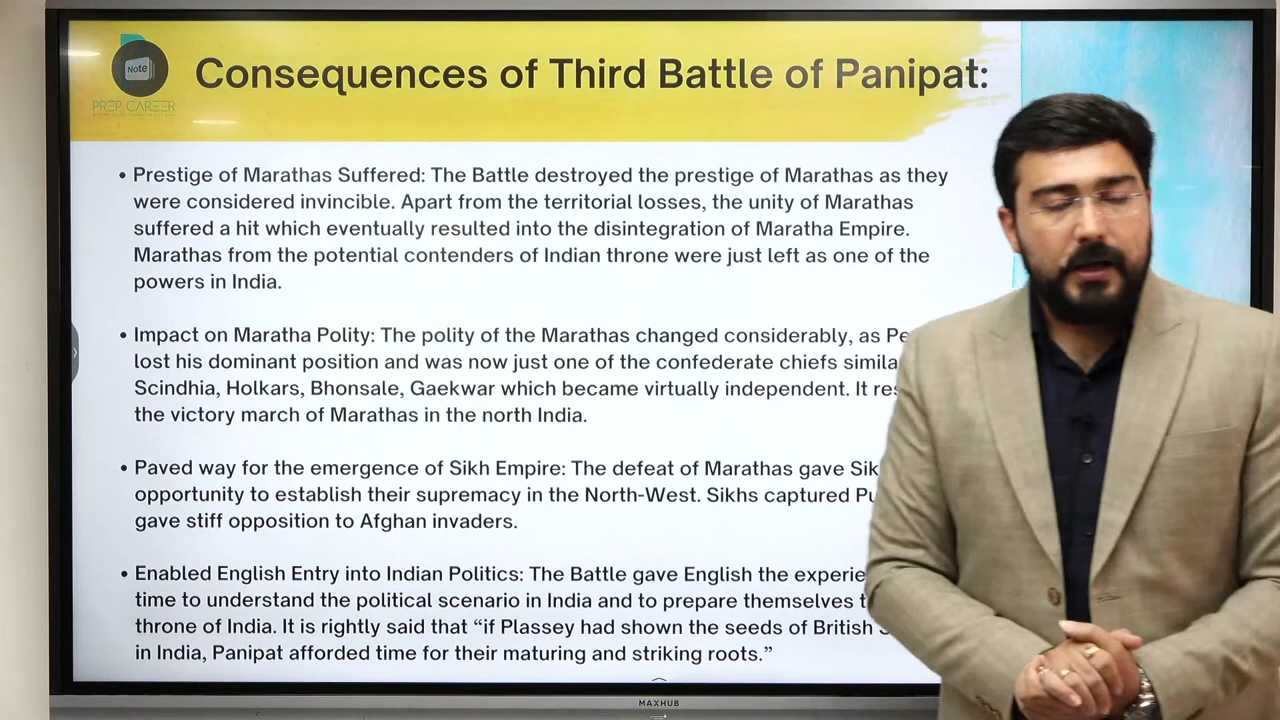 Note
PREP CAREER
Consequences of Third Battle of Panipat:
• Prestige of Marathas Suffered: The Battle destroyed the prestige of Marathas as they
were considered invincible. Apart from the territorial losses, the unity of Marathas
suffered a hit which eventually resulted into the disintegration of Maratha Empire.
Marathas from the potential contenders of Indian throne were just left as one of the
powers in India.
• Impact on Maratha Polity: The polity of the Marathas changed considerably, as Pe
lost his dominant position and was now just one of the confederate chiefs simila
Scindhia, Holkars, Bhonsale, Gaekwar which became virtually independent. It res
the victory march of Marathas in the north India.
• Paved way for the emergence of Sikh Empire: The defeat of Marathas gave Sik
opportunity to establish their supremacy in the North-West. Sikhs captured Pu
gave stiff opposition to Afghan invaders.
• Enabled English Entry into Indian Politics: The Battle gave English the experie
time to understand the political scenario in India and to prepare themselves t
throne of India. It is rightly said that “if Plassey had shown the seeds of British S
in India, Panipat afforded time for their maturing and striking roots.”
MAXHUB